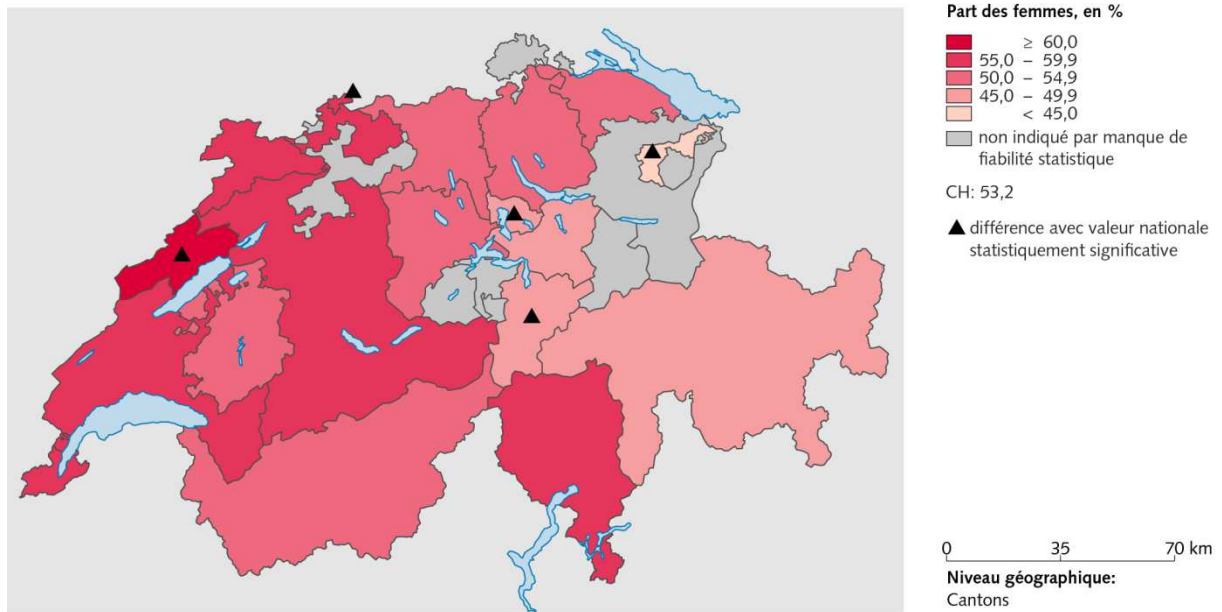 Part des femmes, en %
≥ 60,0
55,0 – 59,9
50,0 – 54,9
45,0 – 49,9
< 45,0
non indiqué par manque de
fiabilité statistique
CH: 53,2
différence avec valeur nationale
statistiquement significative
0 35 70 km
Niveau géographique:
Cantons